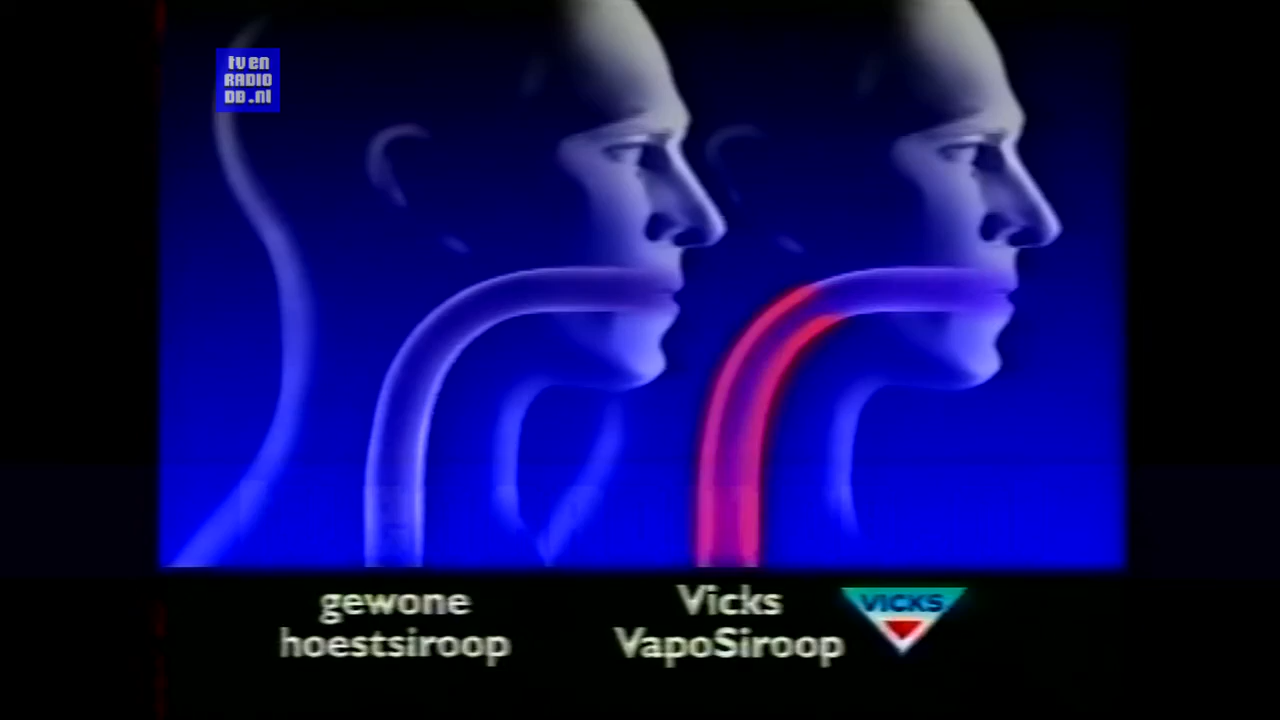 tv en
RADIO
DB.nl
gewone
hoestsiroop
Vicks
VapoSiroop
VICKS